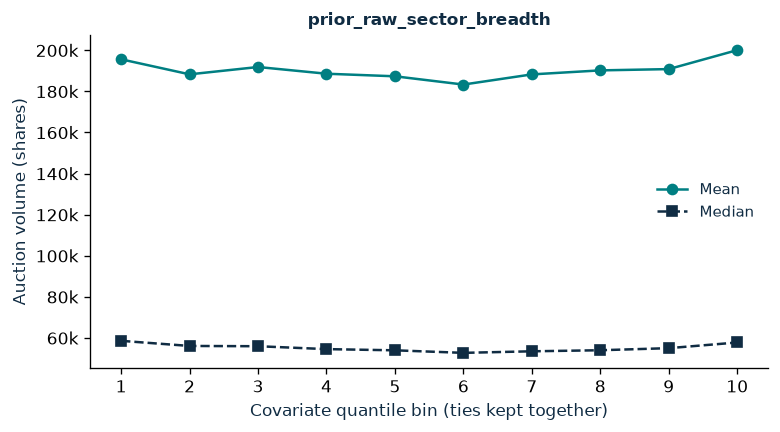 prior_raw_sector_breadth
200k
180k
160k
140k
120k
100k
80k
60k
Auction volume (shares)
Mean
Median
1 2 3 4 5 6 7 8 9 10
Covariate quantile bin (ties kept together)